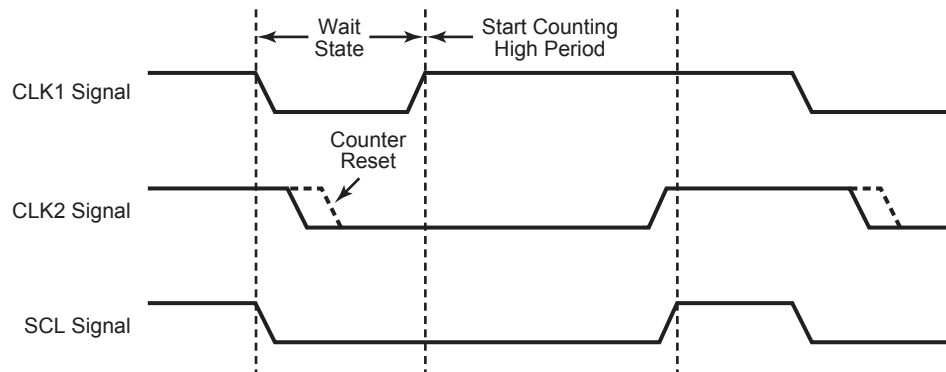 Wait
State
Start Counting
High Period
CLK1 Signal
Counter
Reset
CLK2 Signal
SCL Signal